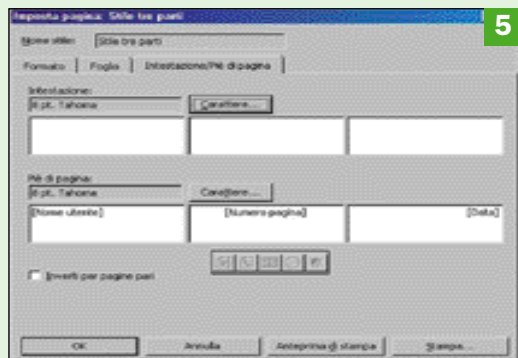 Imposta pagina: Stile tre parti
5
Nome stile: Stile tre parti
Formato Foglio Intestazione/Piè di pagina
Intestazione:
8 pt. Tahoma Carattere...
Piè di pagina:
8 pt. Tahoma Carattere...
[Nome utente] [Numero pagina] [Data]
Inverti per pagine pari
OK Annulla Anteprima di stampa Stampa...